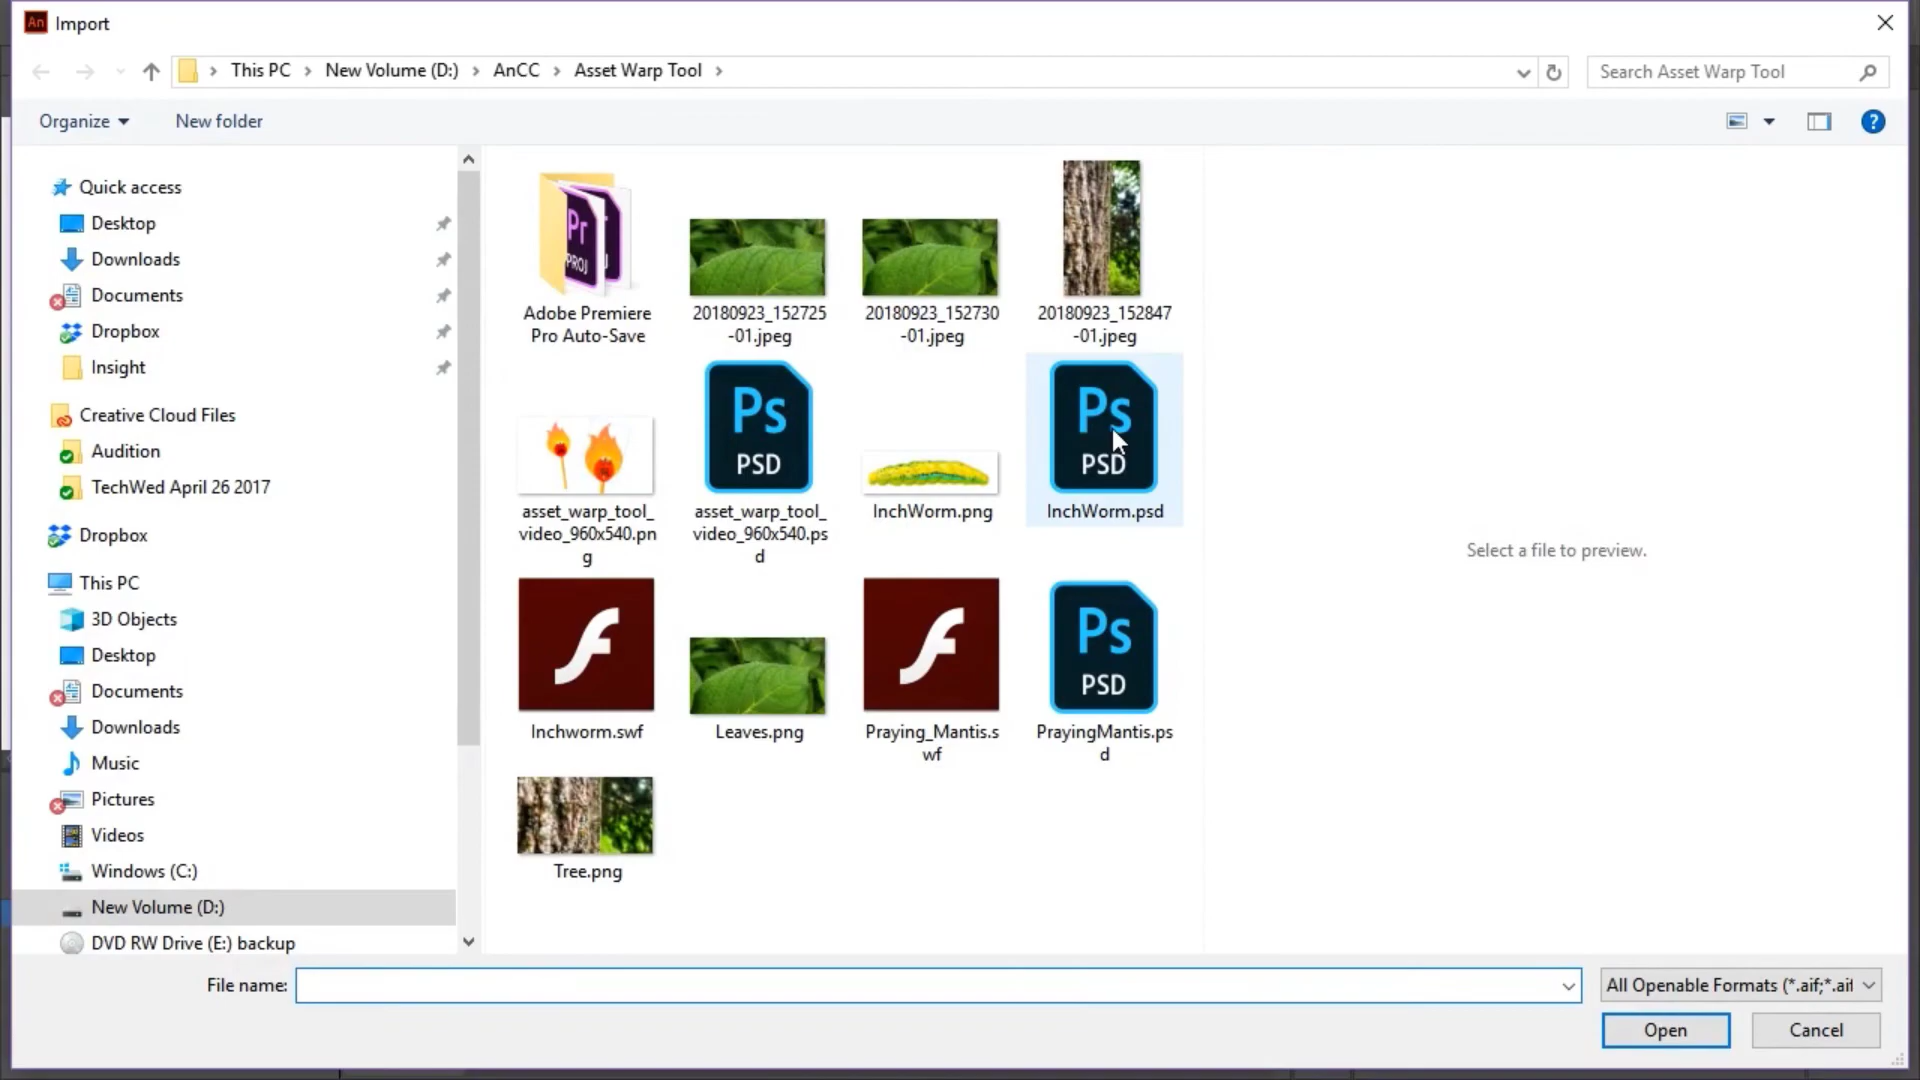 An Import
This PC > New Volume (D:) > AnCC > Asset Warp Tool >
Search Asset Warp Tool
Organize
New folder
?
Quick access
Desktop
Downloads
Documents
Dropbox
Insight
Creative Cloud Files
Audition
TechWed April 26 2017
Dropbox
This PC
3D Objects
Desktop
Documents
Downloads
Music
Pictures
Videos
Windows (C:)
New Volume (D:)
DVD RW Drive (E:) backup
Pr
PROJ
Adobe Premiere
Pro Auto-Save
20180923_152725
-01.jpeg
20180923_152730
-01.jpeg
20180923_152847
-01.jpeg
asset_warp_tool_
video_960x540.pn
g
Ps
PSD
asset_warp_tool_
video_960x540.ps
d
InchWorm.png
Ps
PSD
InchWorm.psd
Inchworm.swf
Leaves.png
Praying_Mantis.s
wf
Ps
PSD
PrayingMantis.ps
d
Tree.png
Select a file to preview.
File name:
All Openable Formats (*.aif;*.aif
Open
Cancel